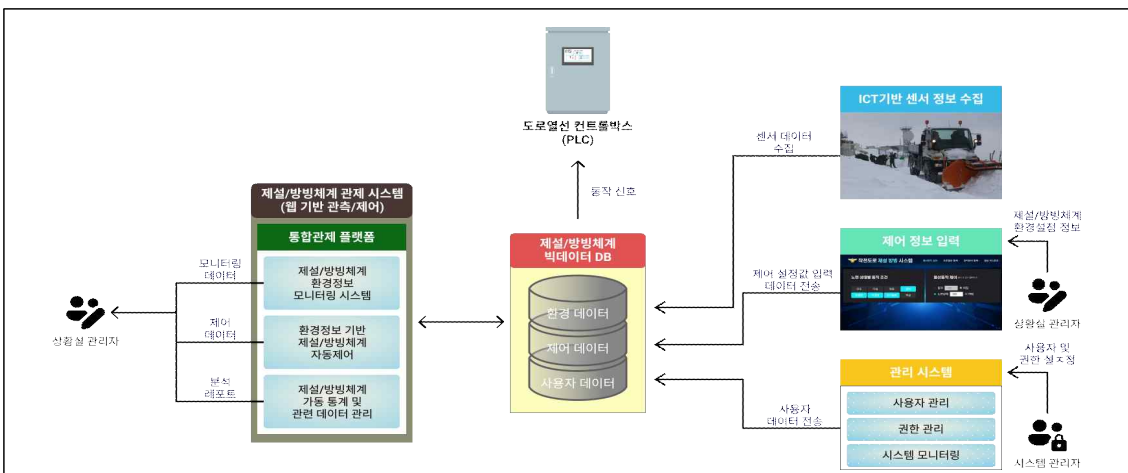 도로열선 컨트롤박스
(PLC)
동작 신호
제설/방빙체계 관제 시스템
(웹 기반 관측/제어)
통합관제 플랫폼
제설/방빙체계
환경정보
모니터링 시스템
환경정보 기반
제설/방빙체계
자동제어
제설/방빙체계
가동 통계 및
관련 데이터 관리
모니터링
데이터
제어
데이터
분석
레포트
상황실 관리자
제설/방빙체계
빅데이터 DB
환경 데이터
제어 데이터
사용자 데이터
센서 데이터
수집
제어 설정값 입력
데이터 전송
사용자
데이터 전송
ICT기반 센서 정보 수집
제어 정보 입력
작전도로 제설 방빙 시스템
제설/방빙체계
환경설점 정보
상황실 관리자
관리 시스템
사용자 관리
권한 관리
시스템 모니터링
사용자 및
시스템 관리자